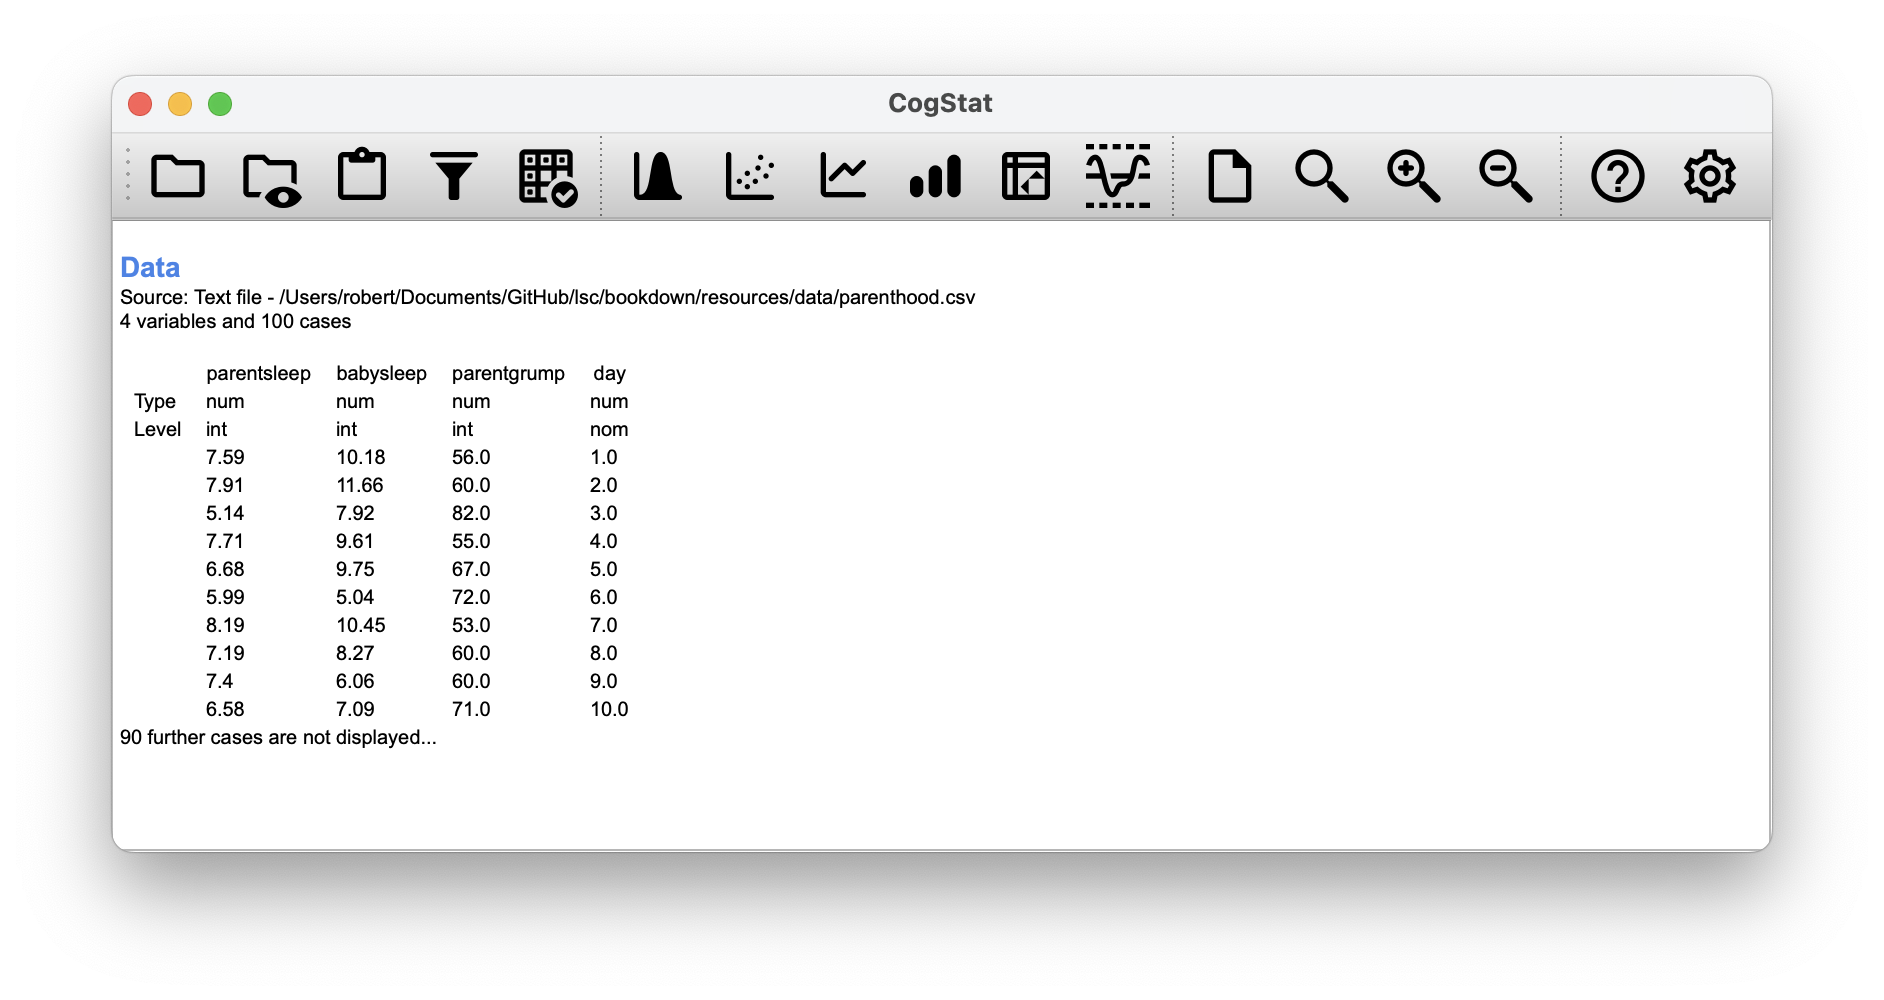 CogStat
Data
Source: Text file - /Users/robert/Documents/GitHub/lsc/bookdown/resources/data/parenthood.csv
4 variables and 100 cases
parentsleep babysleep parentgrump day
Type num num num num
Level int int int nom
7.59 10.18 56.0 1.0
7.91 11.66 60.0 2.0
5.14 7.92 82.0 3.0
7.71 9.61 55.0 4.0
6.68 9.75 67.0 5.0
5.99 5.04 72.0 6.0
8.19 10.45 53.0 7.0
7.19 8.27 60.0 8.0
7.4 6.06 60.0 9.0
6.58 7.09 71.0 10.0
90 further cases are not displayed...